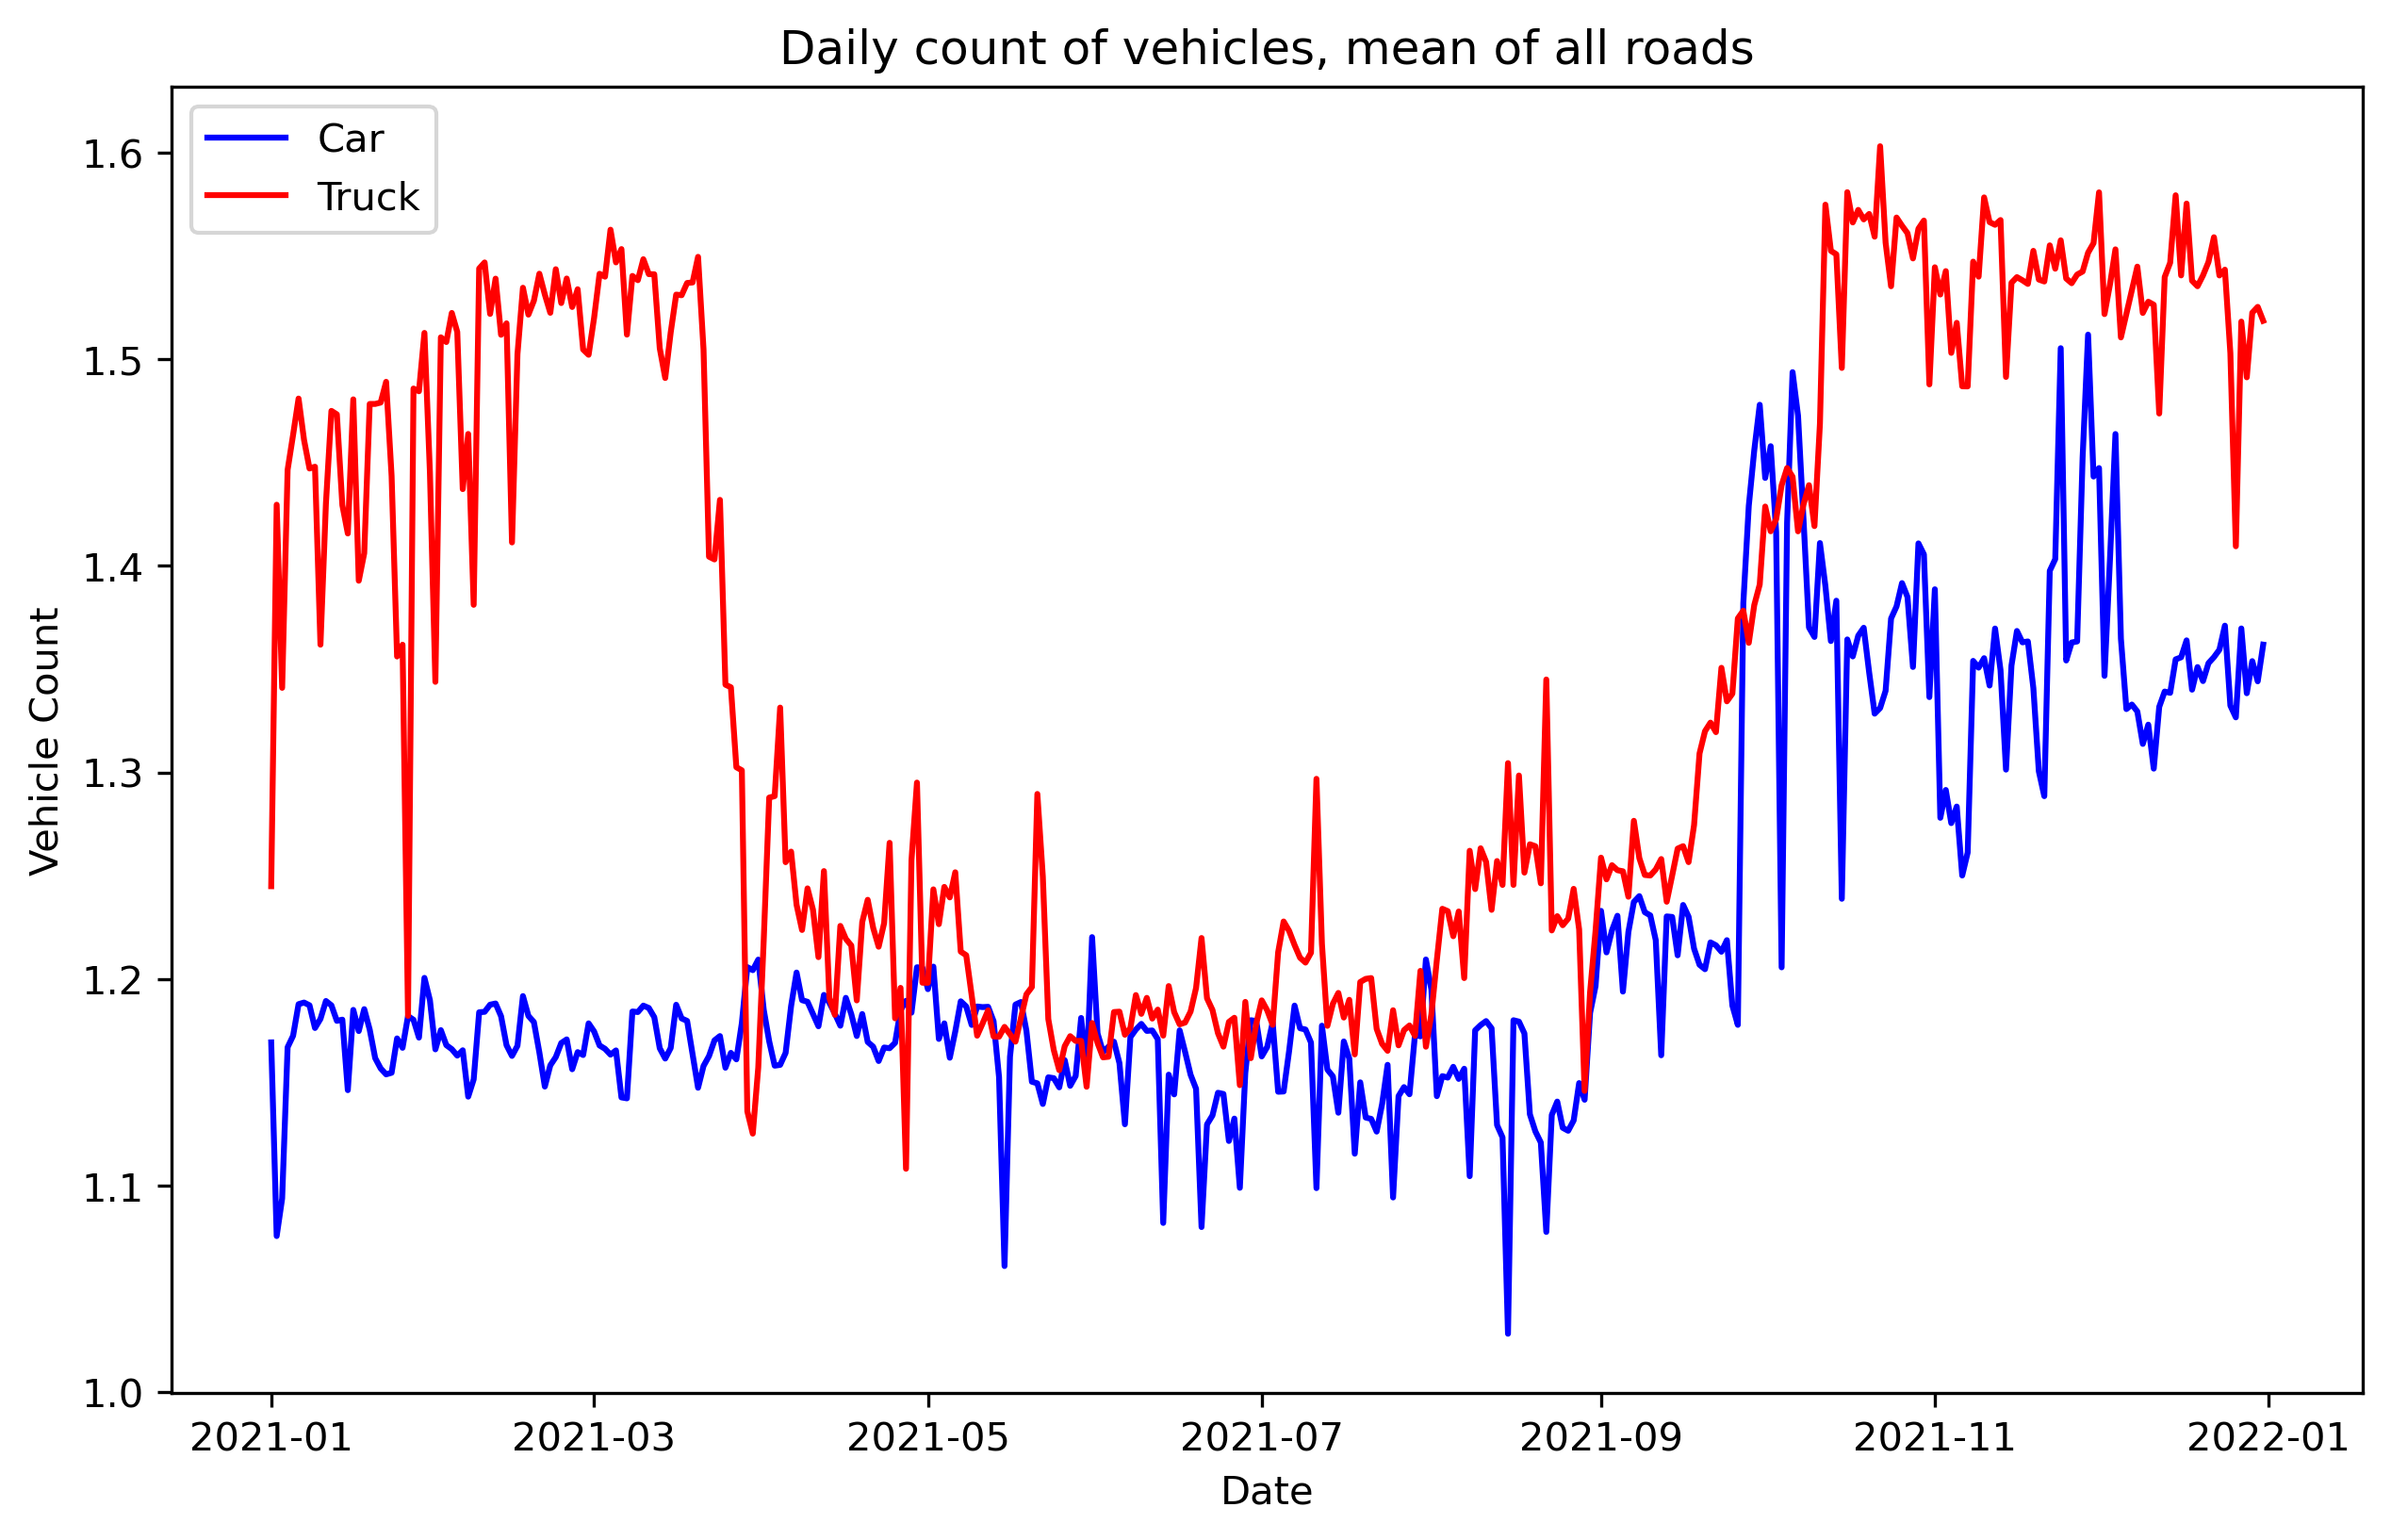 Daily count of vehicles, mean of all roads
Car
Truck
Vehicle Count
1.6
1.5
1.4
1.3
1.2
1.1
1.0
2021-01 2021-03 2021-05 2021-07 2021-09 2021-11 2022-01
Date